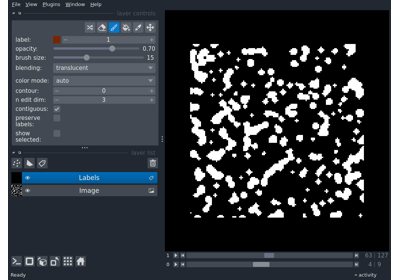 File View Plugins Window Help
layer controls
label: 1
opacity: 0.70
brush size: 15
blending: translucent
color mode: auto
contour: 0
n edit dim: 3
contiguous:
preserve
labels:
show
selected:
layer list
Labels
Image
1 63 127
0 4 9
Ready activity